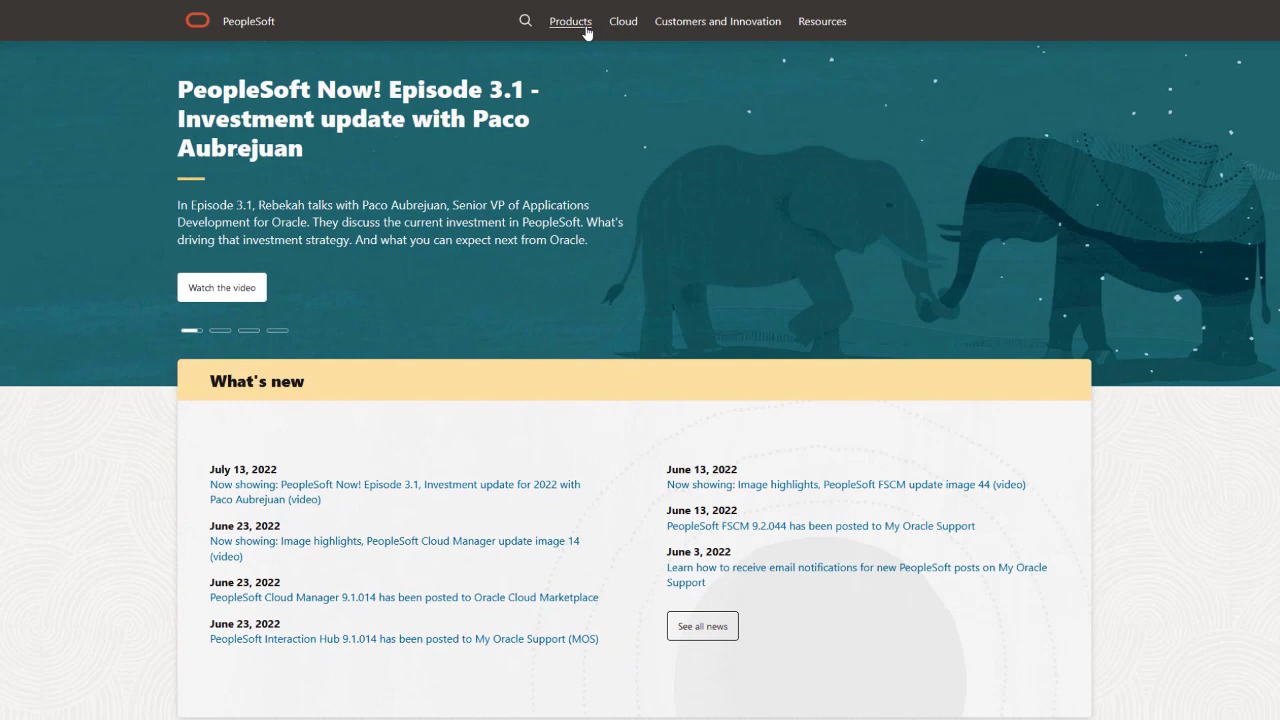 PeopleSoft
Products
Cloud
Customers and Innovation
Resources
PeopleSoft Now! Episode 3.1 -
Investment update with Paco
Aubrejuan
In Episode 3.1, Rebekah talks with Paco Aubrejuan, Senior VP of Applications
Development for Oracle. They discuss the current investment in PeopleSoft. What's
driving that investment strategy. And what you can expect next from Oracle.
Watch the video
What's new
July 13, 2022
Now showing: PeopleSoft Now! Episode 3.1, Investment update for 2022 with
Paco Aubrejuan (video)
June 23, 2022
Now showing: Image highlights, PeopleSoft Cloud Manager update image 14
(video)
June 23, 2022
PeopleSoft Cloud Manager 9.1.014 has been posted to Oracle Cloud Marketplace
June 23, 2022
PeopleSoft Interaction Hub 9.1.014 has been posted to My Oracle Support (MOS)
June 13, 2022
Now showing: Image highlights, PeopleSoft FSCM update image 44 (video)
June 13, 2022
PeopleSoft FSCM 9.2.044 has been posted to My Oracle Support
June 3, 2022
Learn how to receive email notifications for new PeopleSoft posts on My Oracle
Support
See all news